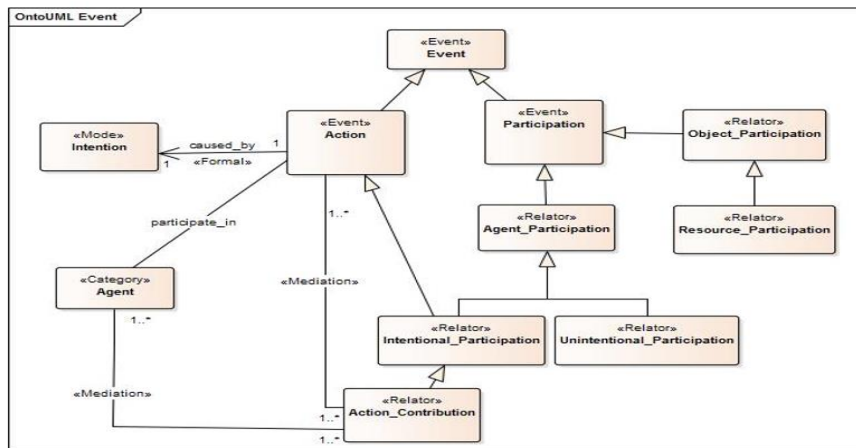 OntoUML Event
«Event»
Event
«Event»
Action
«Event»
Participation
«Relator»
Object_Participation
«Mode»
Intention
caused_by
1
1
«Formal»
participate_in
1..*
«Relator»
Agent_Participation
«Relator»
Resource_Participation
«Category»
Agent
«Mediation»
1..*
«Relator»
Intentional_Participation
«Relator»
Unintentional_Participation
«Mediation»
«Relator»
Action_Contribution
1..*
1..*